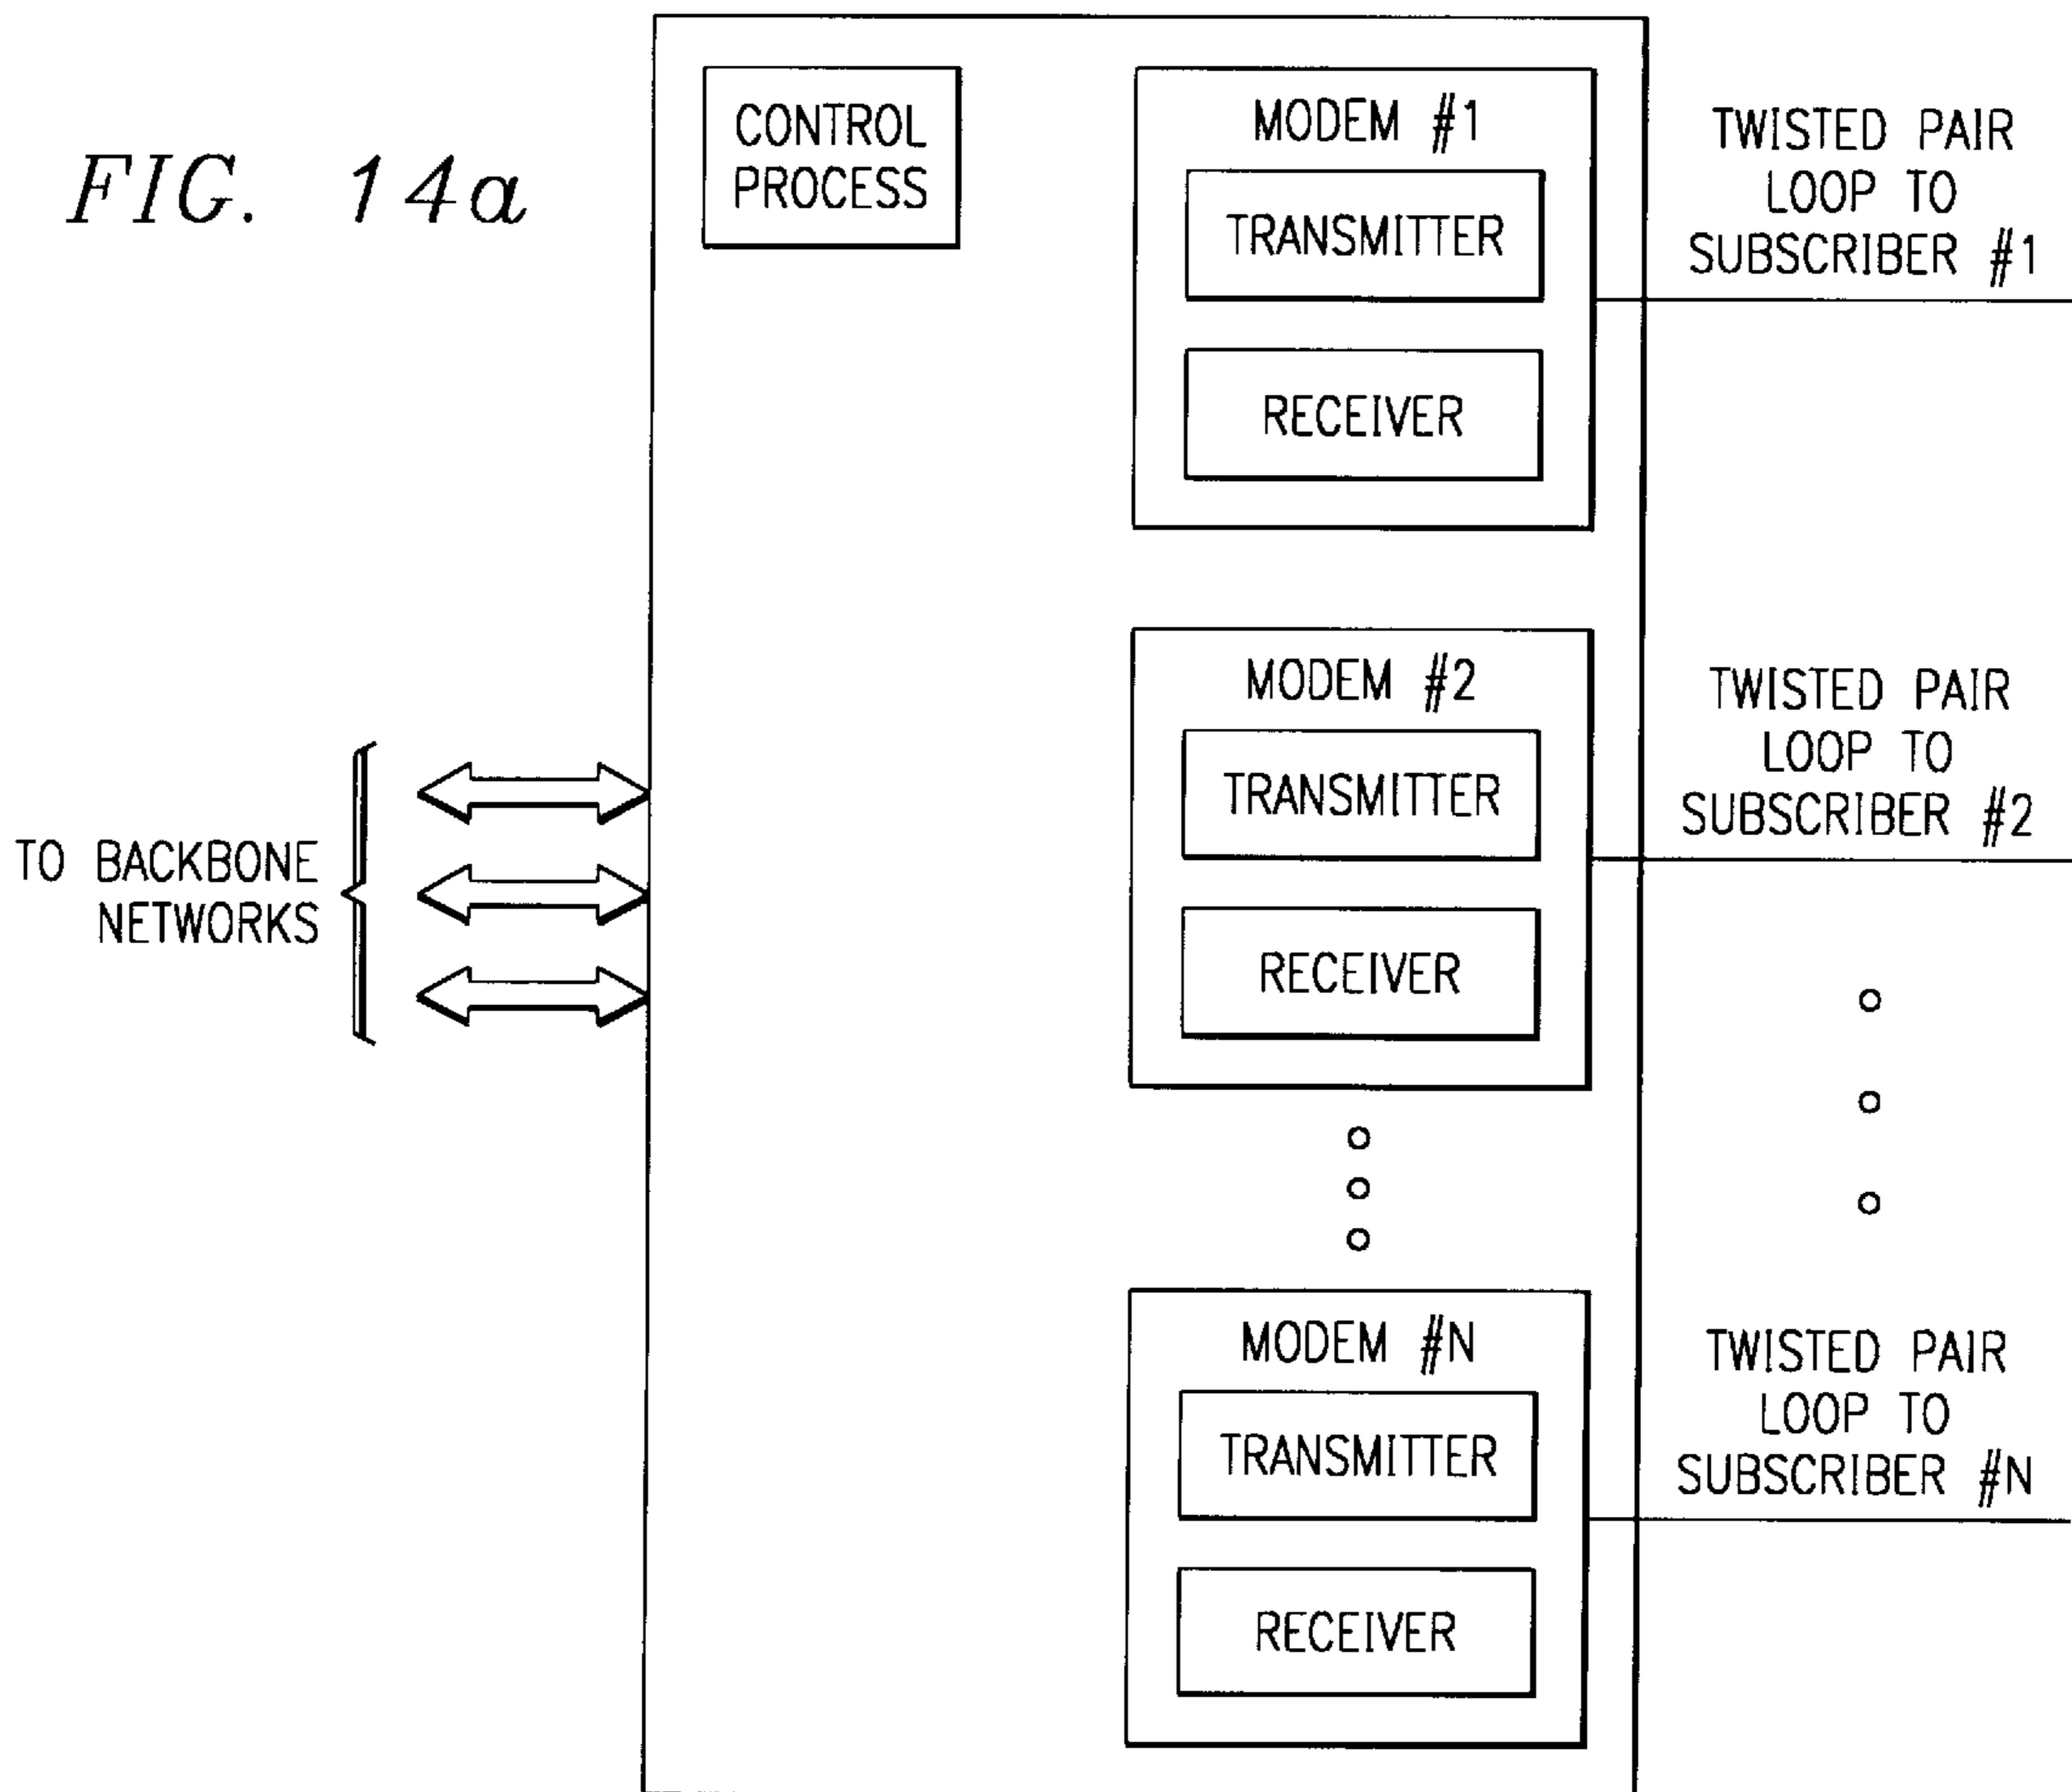 FIG. 14a
CONTROL
PROCESS
MODEM #1
TRANSMITTER
RECEIVER
TWISTED PAIR
LOOP TO
SUBSCRIBER #1
MODEM #2
TRANSMITTER
RECEIVER
TWISTED PAIR
LOOP TO
SUBSCRIBER #2
TO BACKBONE
NETWORKS
MODEM #N
TRANSMITTER
RECEIVER
TWISTED PAIR
LOOP TO
SUBSCRIBER #N